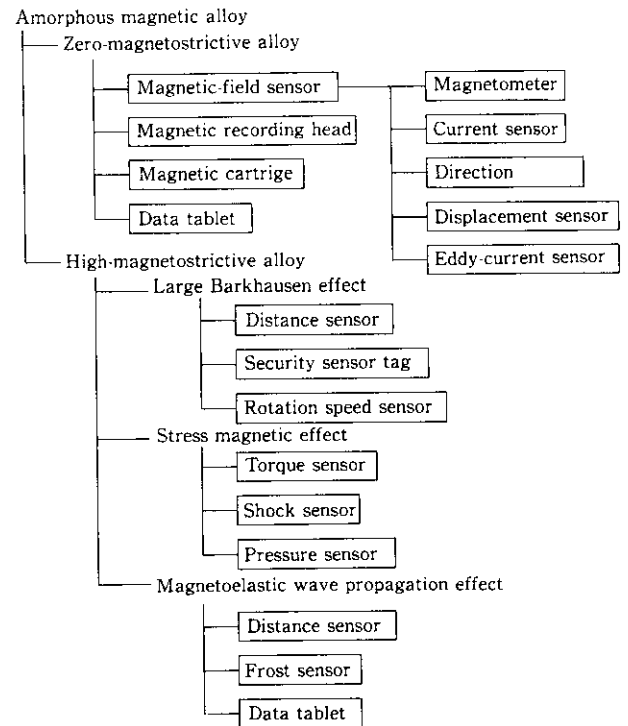 Amorphous magnetic alloy
Zero-magnetostrictive alloy
Magnetic-field sensor
Magnetic recording head
Magnetic cartrige
Data tablet
Magnetometer
Current sensor
Direction
Displacement sensor
Eddy-current sensor
High-magnetostrictive alloy
Large Barkhausen effect
Distance sensor
Security sensor tag
Rotation speed sensor
Stress magnetic effect
Torque sensor
Shock sensor
Pressure sensor
Magnetoelastic wave propagation effect
Distance sensor
Frost sensor
Data tablet